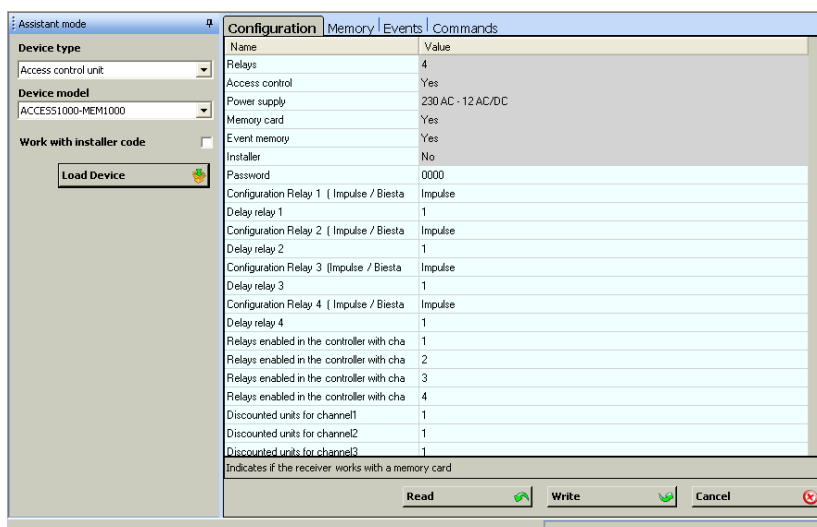 Assistant mode
Device type
Access control unit
Device model
ACCESS1000-MEM1000
Work with installer code
Load Device
Configuration Memory Events Commands
Name Value
Relays 4
Access control Yes
Power supply 230 AC - 12 AC/DC
Memory card Yes
Event memory Yes
Installer No
Password 0000
Configuration Relay 1 ( Impulse / Biesta Impulse
Delay relay 1 1
Configuration Relay 2 ( Impulse / Biesta Impulse
Delay relay 2 1
Configuration Relay 3 (Impulse / Biesta Impulse
Delay relay 3 1
Configuration Relay 4 ( Impulse / Biesta Impulse
Delay relay 4 1
Relays enabled in the controller with cha 1
Relays enabled in the controller with cha 2
Relays enabled in the controller with cha 3
Relays enabled in the controller with cha 4
Discounted units for channel1 1
Discounted units for channel2 1
Discounted units for channel3 1
Indicates if the receiver works with a memory card
Read Write Cancel